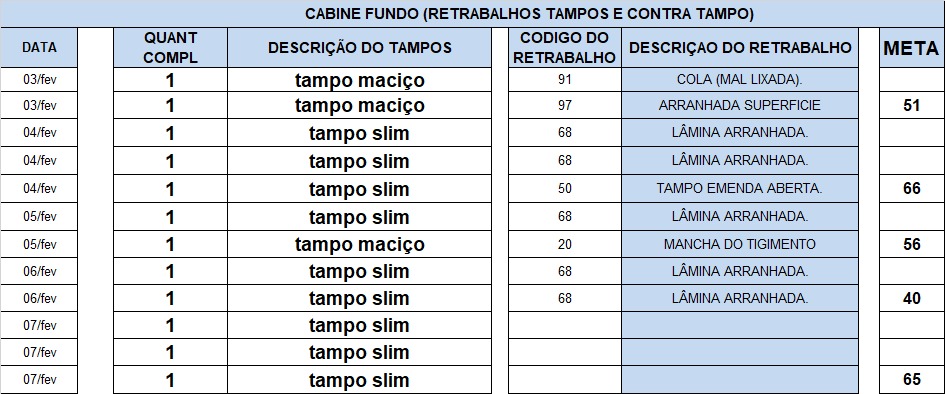 CABINE FUNDO (RETRABALHOS TAMPOS E CONTRA TAMPO)
DATA QUANT COMPL DESCRIÇÃO DO TAMPOS CODIGO DO RETRABALHO DESCRIÇAO DO RETRABALHO META
03/fev 1 tampo maciço 91 COLA (MAL LIXADA).
03/fev 1 tampo maciço 97 ARRANHADA SUPERFICIE 51
04/fev 1 tampo slim 68 LÂMINA ARRANHADA.
04/fev 1 tampo slim 68 LÂMINA ARRANHADA.
04/fev 1 tampo slim 50 TAMPO EMENDA ABERTA. 66
05/fev 1 tampo slim 68 LÂMINA ARRANHADA.
05/fev 1 tampo maciço 20 MANCHA DO TIGIMENTO 56
06/fev 1 tampo slim 68 LÂMINA ARRANHADA.
06/fev 1 tampo slim 68 LÂMINA ARRANHADA. 40
07/fev 1 tampo slim
07/fev 1 tampo slim
07/fev 1 tampo slim 65